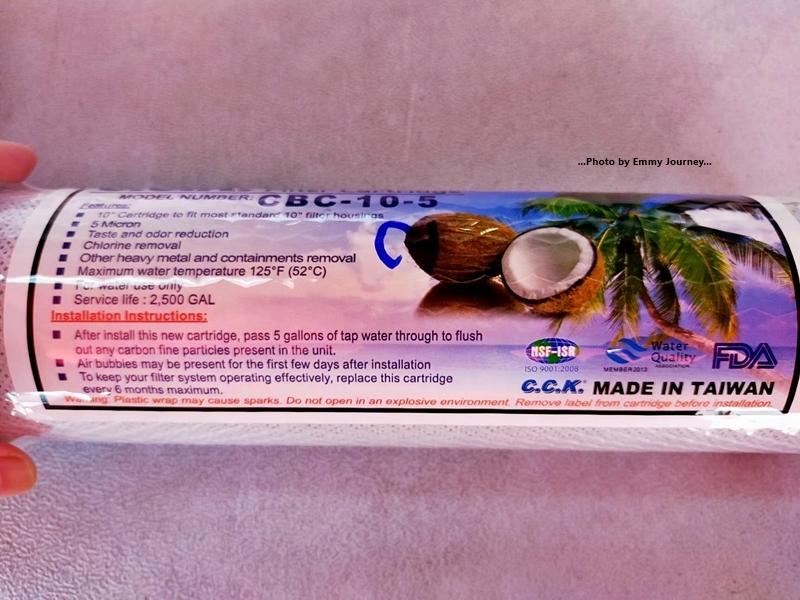 ...Photo by Emmy Journey...
Cartridge
MODEL NUMBER: CBC-10-5
Features:
10" Cartridge to fit most standard 10" filter housings
5 Micron
Taste and odor reduction
Chlorine removal
Other heavy metal and containments removal
Maximum water temperature 125°F (52°C)
For water use only
Service life : 2,500 GAL
Installation Instructions:
After install this new cartridge, pass 5 gallons of tap water through to flush
out any carbon fine particles present in the unit.
Air bubbies may be present for the first few days after installation
To keep your filter system operating effectively, replace this cartridge
every 6 months maximum.
NSF-ISR
ISO 9001:2008
Water
Quality
ASSOCIATION
MEMBER2012
FDA
C.C.K.® MADE IN TAIWAN
Warning: Plastic wrap may cause sparks. Do not open in an explosive environment. Remove label from cartridge before installation.